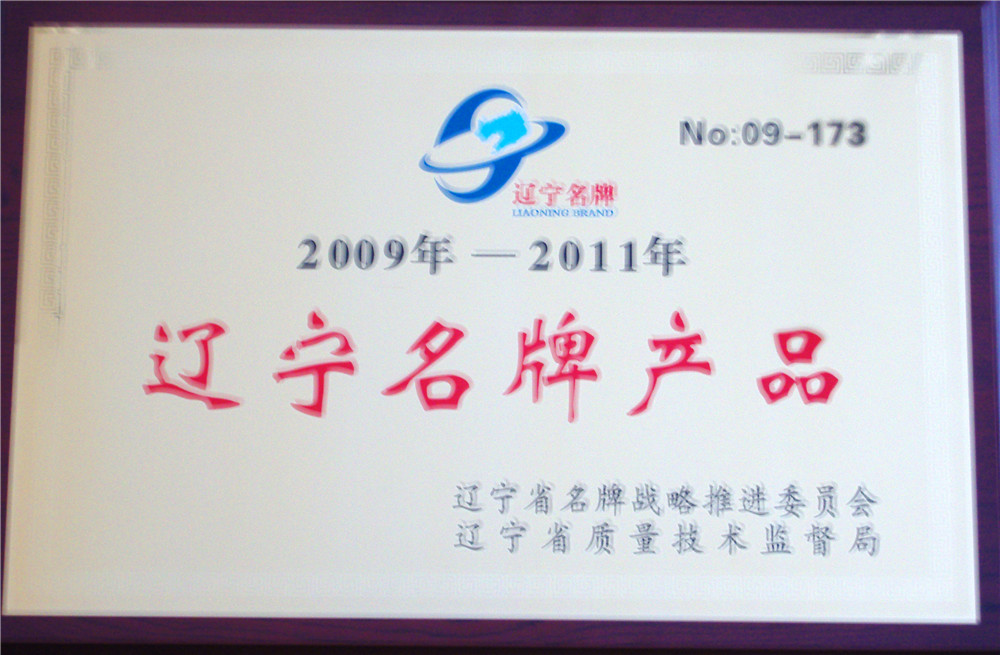 No:09-173
辽宁名牌
LIAONING BRAND
2009年 — 2011年
辽宁名牌产品
辽宁省名牌战略推进委员会
辽宁省质量技术监督局